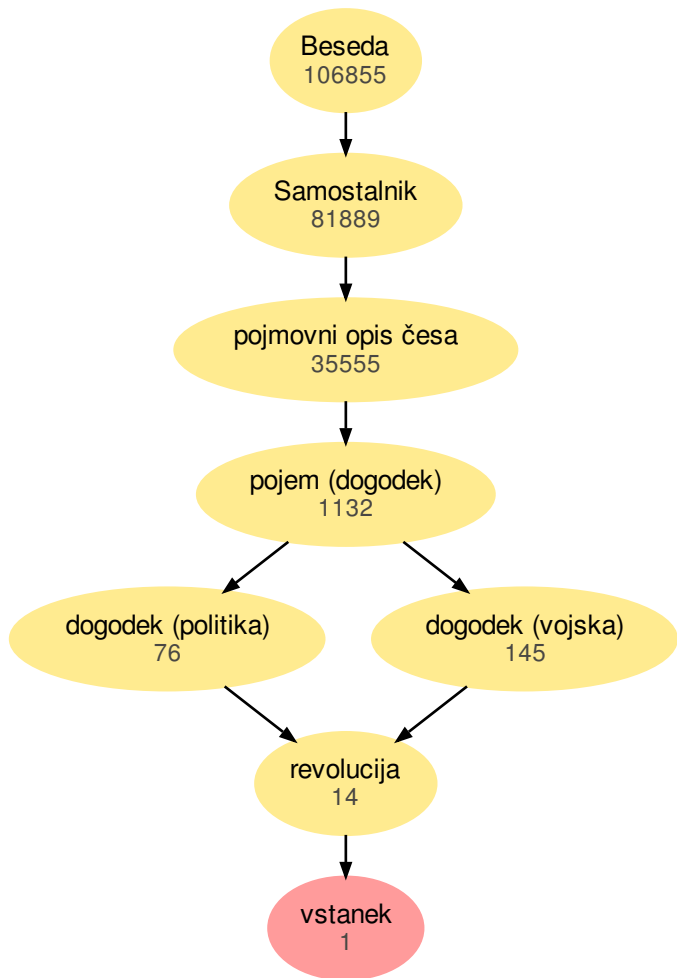 Beseda
106855
Samostalnik
81889
pojmovni opis česa
35555
pojem (dogodek)
1132
dogodek (politika)
76
dogodek (vojska)
145
revolucija
14
vstanek
1